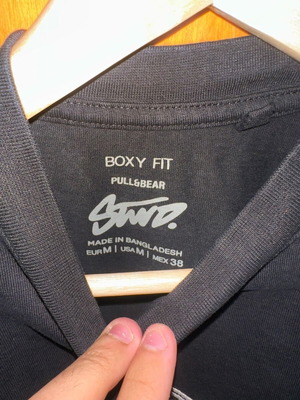 BOXY FIT
PULL&BEAR
STWD.
MADE IN BANGLADESH
EUR M | USA M | MEX 38